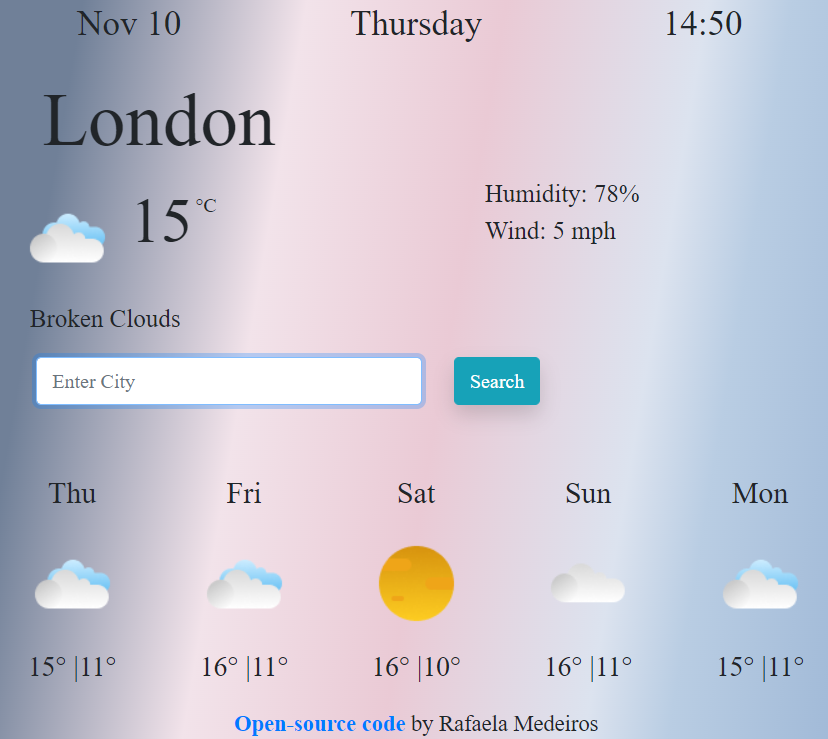 Nov 10 Thursday 14:50
London
15 °C
Humidity: 78%
Wind: 5 mph
Broken Clouds
Enter City Search
Thu Fri Sat Sun Mon
15° |11° 16° |11° 16° |10° 16° |11° 15° |11°
Open-source code by Rafaela Medeiros